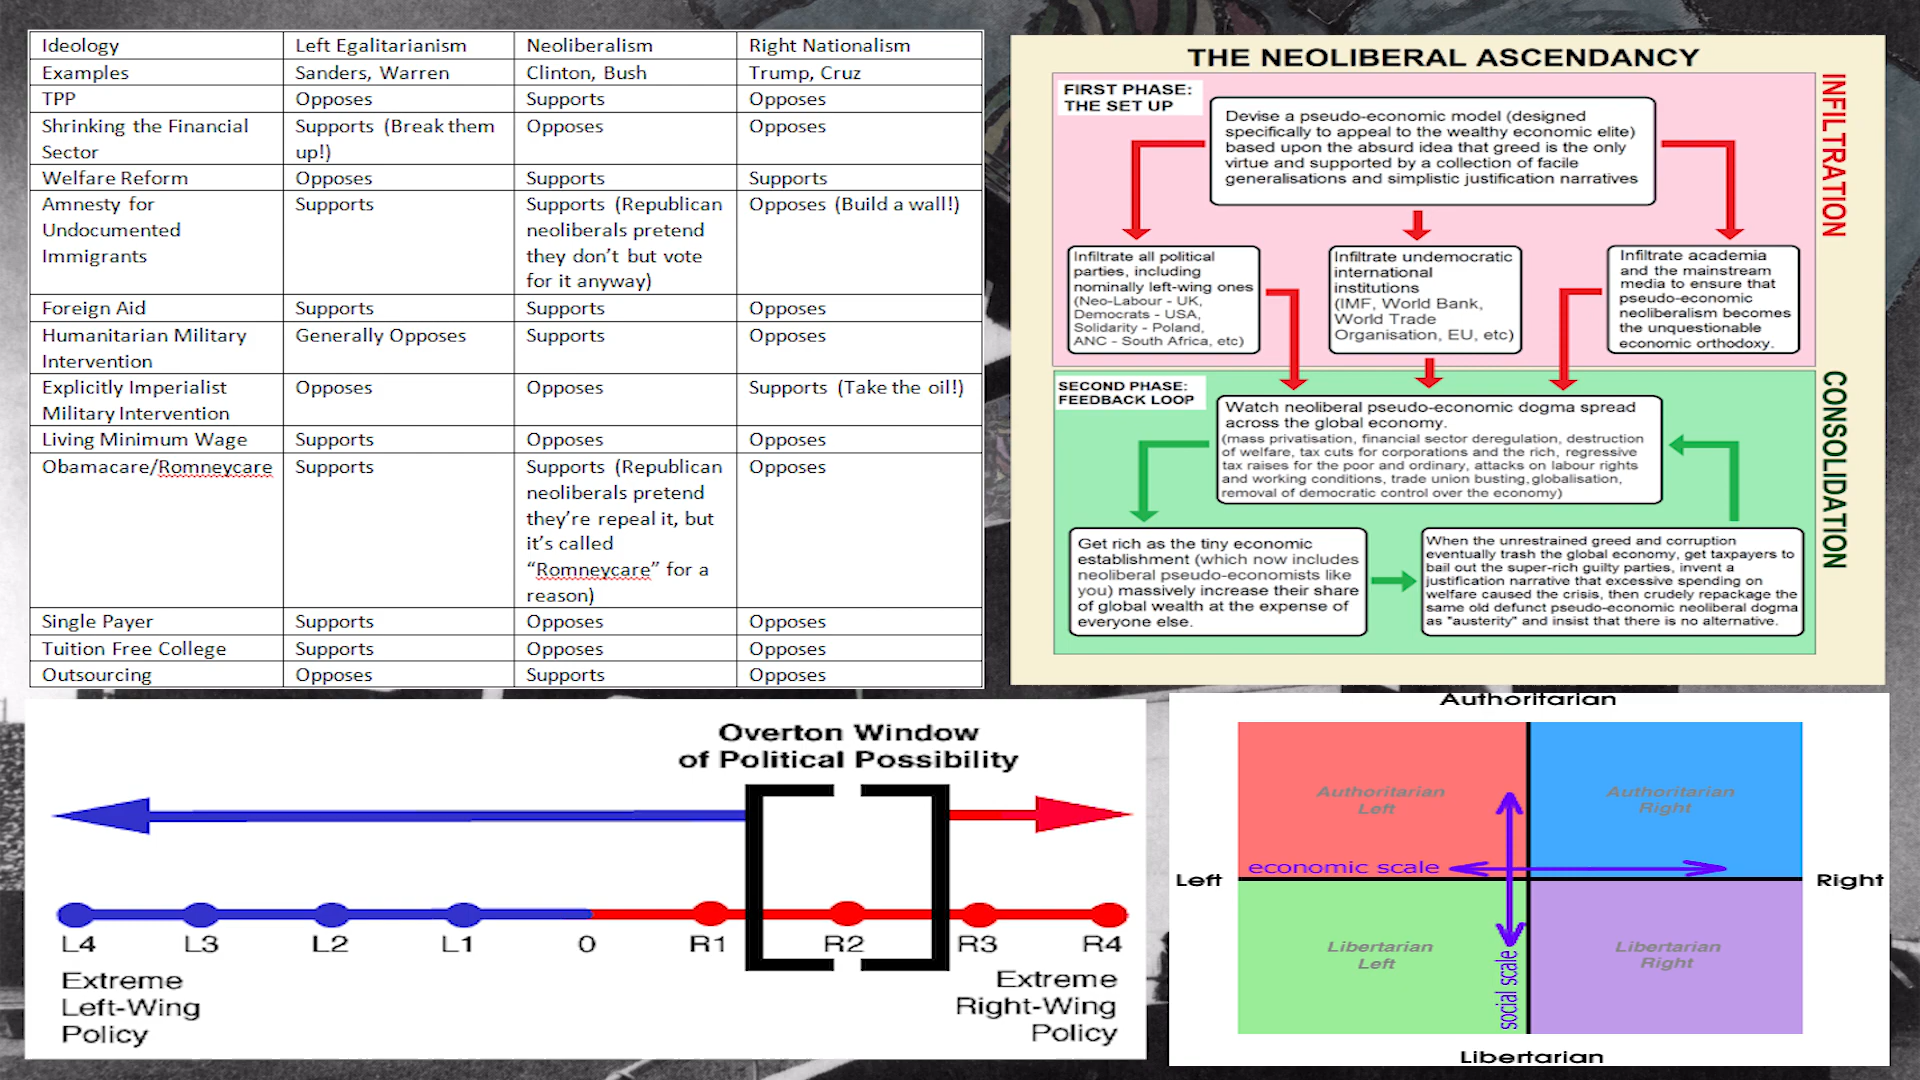 Ideology Left Egalitarianism Neoliberalism Right Nationalism
Examples Sanders, Warren Clinton, Bush Trump, Cruz
TPP Opposes Supports Opposes
Shrinking the Financial Supports (Break them Opposes Opposes
Sector up!)
Welfare Reform Opposes Supports Supports
Amnesty for Supports Supports (Republican Opposes (Build a wall!)
Undocumented neoliberals pretend
Immigrants they don’t but vote
for it anyway)
Foreign Aid Supports Supports Opposes
Humanitarian Military Generally Opposes Supports Opposes
Intervention
Explicitly Imperialist Opposes Opposes Supports (Take the oil!)
Military Intervention
Living Minimum Wage Supports Opposes Opposes
Obamacare/Romneycare Supports Supports (Republican Opposes
neoliberals pretend
they’re repeal it, but
it’s called
“Romneycare” for a
reason)
Single Payer Supports Opposes Opposes
Tuition Free College Supports Opposes Opposes
Outsourcing Opposes Supports Opposes
THE NEOLIBERAL ASCENDANCY
FIRST PHASE:
THE SET UP
Devise a pseudo-economic model (designed
specifically to appeal to the wealthy economic elite)
based upon the absurd idea that greed is the only
virtue and supported by a collection of facile
generalisations and simplistic justification narratives
INFILTRATION
Infiltrate all political
parties, including
nominally left-wing ones
(Neo-Labour - UK,
Democrats - USA,
Solidarity - Poland,
ANC - South Africa, etc)
Infiltrate undemocratic
international
institutions
(IMF, World Bank,
World Trade
Organisation, EU, etc)
Infiltrate academia
and the mainstream
media to ensure that
pseudo-economic
neoliberalism becomes
the unquestionable
economic orthodoxy.
SECOND PHASE:
FEEDBACK LOOP
Watch neoliberal pseudo-economic dogma spread
across the global economy.
(mass privatisation, financial sector deregulation, destruction
of welfare, tax cuts for corporations and the rich, regressive
tax raises for the poor and ordinary, attacks on labour rights
and working conditions, trade union busting, globalisation,
removal of democratic control over the economy)
CONSOLIDATION
Get rich as the tiny economic
establishment (which now includes
neoliberal pseudo-economists like
you) massively increase their share
of global wealth at the expense of
everyone else.
When the unrestrained greed and corruption
eventually trash the global economy, get taxpayers to
bail out the super-rich guilty parties, invent a
justification narrative that excessive spending on
welfare caused the crisis, then crudely repackage the
same old defunct pseudo-economic neoliberal dogma
as "austerity" and insist that there is no alternative.
Overton Window
of Political Possibility
L4 L3 L2 L1 0 R1 R2 R3 R4
Extreme
Left-Wing
Policy
Extreme
Right-Wing
Policy
Authoritarian
Authoritarian
Left
Authoritarian
Right
economic scale
Left
Right
Libertarian
Left
Libertarian
Right
social scale
Libertarian